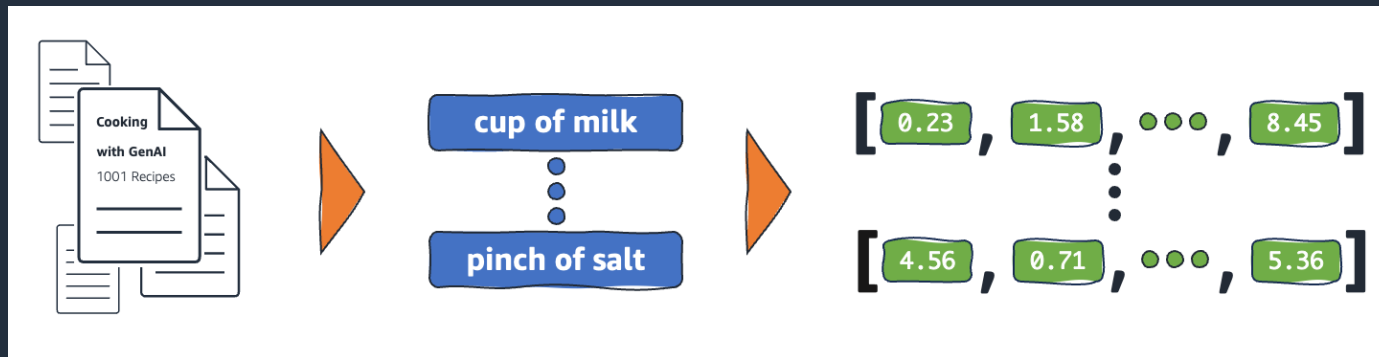 Cooking
with GenAI
1001 Recipes
cup of milk
pinch of salt
[ 0.23 , 1.58 , ••• , 8.45 ]
[ 4.56 , 0.71 , ••• , 5.36 ]